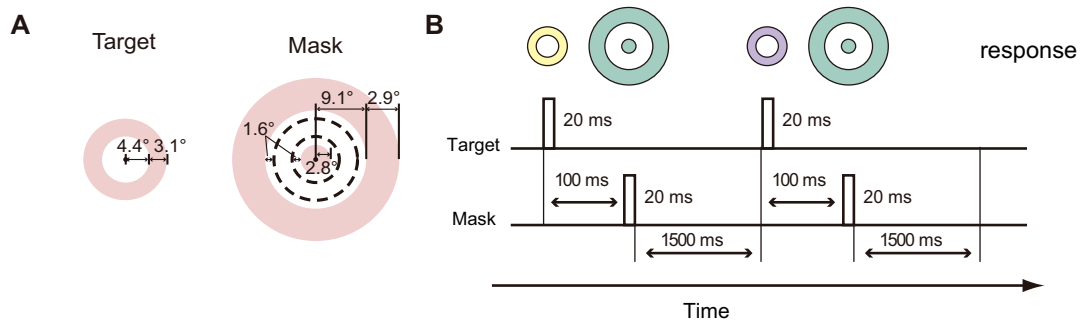 A
Target
Mask
4.4° 3.1°
9.1° 2.9°
1.6°
2.8°
B
response
Target
20 ms
20 ms
100 ms
100 ms
Mask
20 ms
20 ms
1500 ms
1500 ms
Time